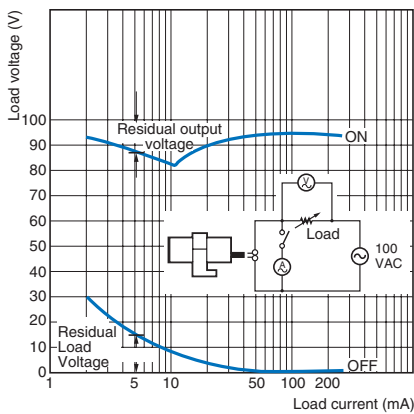 Load voltage (V)
100
90
80
70
60
50
40
30
20
10
0
Residual output
voltage
ON
V
Load
A
100
VAC
Residual
Load
Voltage
OFF
1
5
10
50
100
200
Load current (mA)